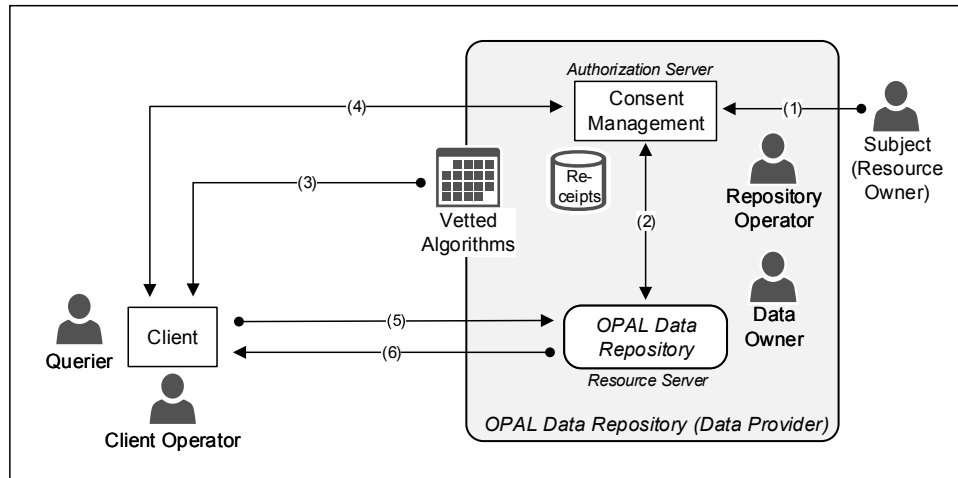 Authorization Server
Consent
Management
(1)
Subject
(Resource
Owner)
(4)
Re-
ceipts
Repository
Operator
(3)
Vetted
Algorithms
(2)
Data
Owner
Querier
Client
(5)
(6)
OPAL Data
Repository
Resource Server
Client Operator
OPAL Data Repository (Data Provider)